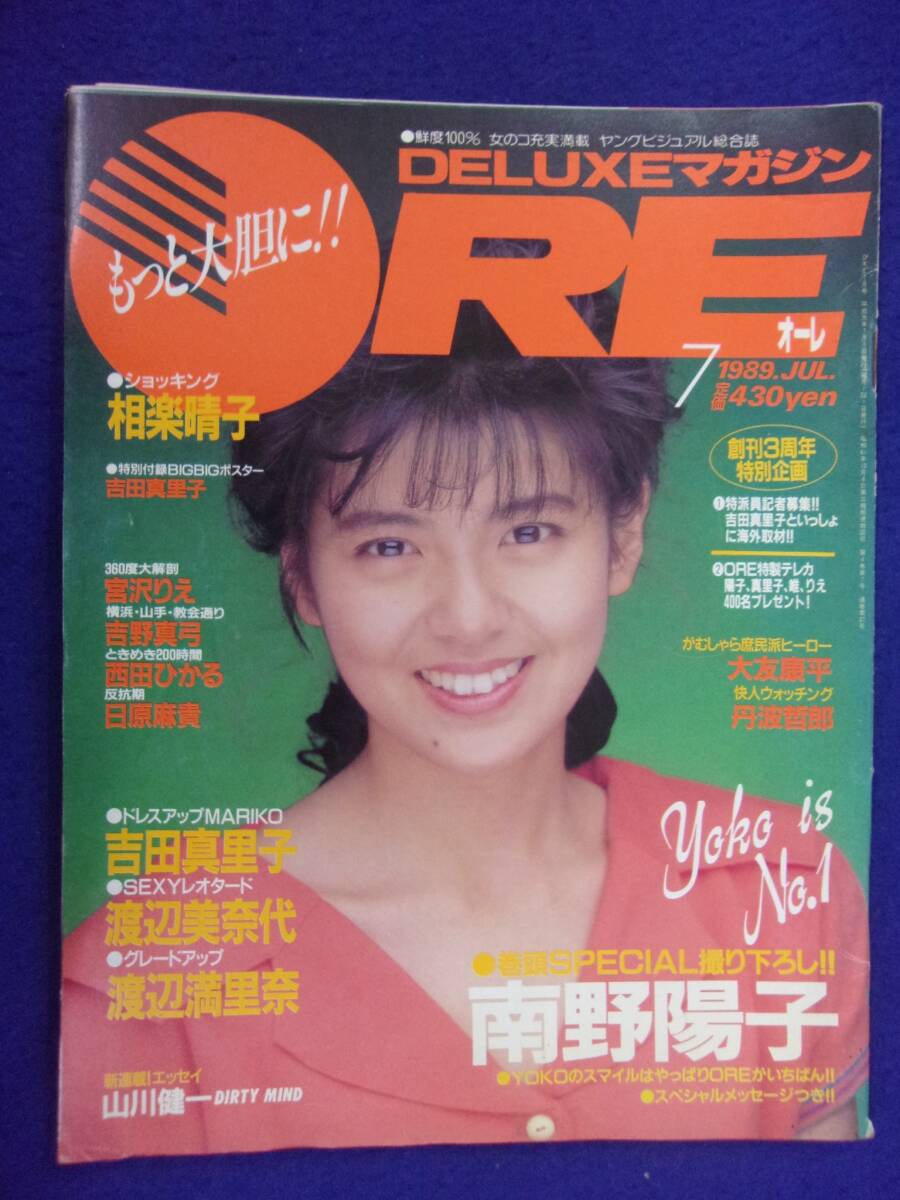 ●鮮度100% 女のコ充実満載 ヤングビジュアル総合誌
DELUXEマガジン
ORE
オーレ
もっと大胆に!!
7
1989.JUL.
定価430yen
●ショッキング
相楽晴子
●特別付録BIGBIGポスター
吉田真里子
360度大解剖
宮沢りえ
横浜・山手・教会通り
吉野真弓
ときめき200時間
西田ひかる
反抗期
日原麻貴
●ドレスアップMARIKO
吉田真里子
●SEXYレオタード
渡辺美奈代
●グレードアップ
渡辺満里奈
新連載|エッセイ
山川健一 DIRTY MIND
創刊3周年
特別企画
❶特派員記者募集!!
吉田真里子といっしょ
に海外取材!!
❷ORE特製テレカ
陽子、真里子、唯、りえ
400名プレゼント!
がむしゃら庶民派ヒーロー
大友康平
快人ウォッチング
丹波哲郎
Yoko is
No.1
●巻頭SPECIAL撮り下ろし!!
南野陽子
●YOKOのスマイルはやっぱりOREがいちばん!!
●スペシャルメッセージつき!!